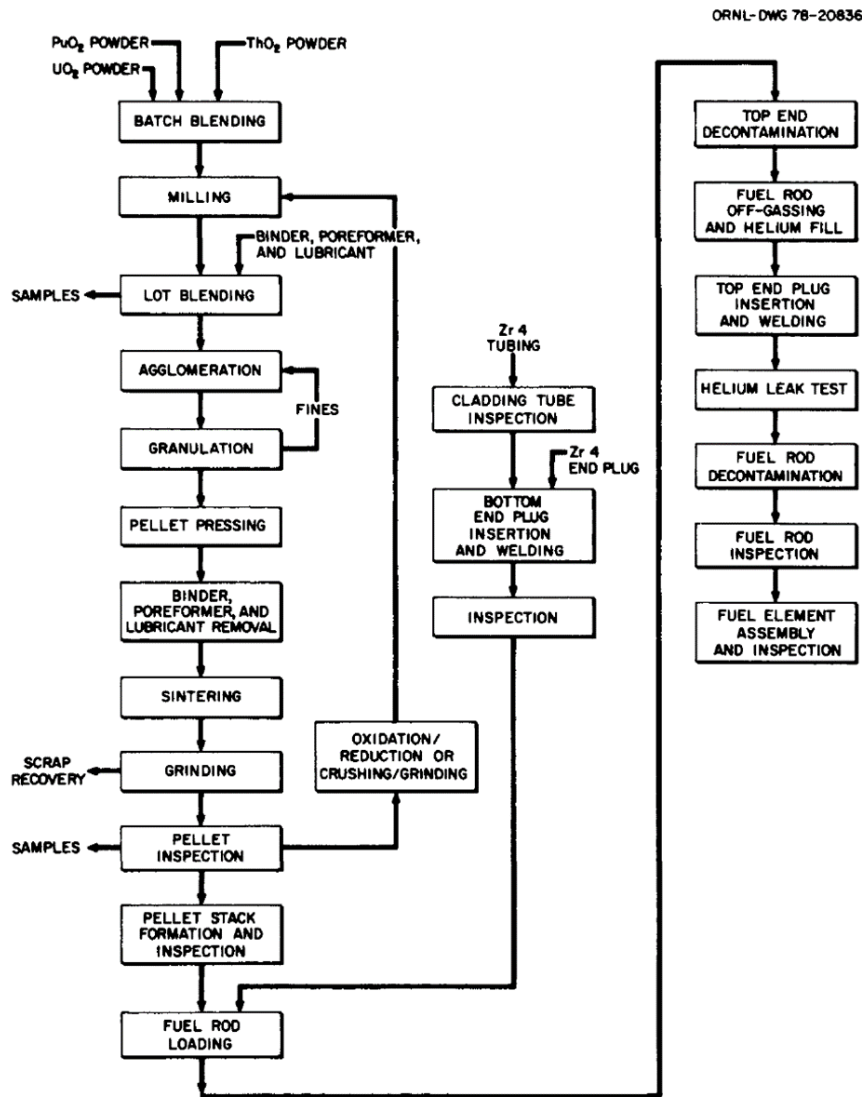 ORNL-DWG 78-20836
PuO₂ POWDER
ThO₂ POWDER
UO₂ POWDER
BATCH BLENDING
MILLING
BINDER, POREFORMER,
AND LUBRICANT
SAMPLES
LOT BLENDING
AGGLOMERATION
FINES
GRANULATION
PELLET PRESSING
BINDER,
POREFORMER, AND
LUBRICANT REMOVAL
SINTERING
SCRAP
RECOVERY
GRINDING
OXIDATION/
REDUCTION OR
CRUSHING/GRINDING
SAMPLES
PELLET
INSPECTION
PELLET STACK
FORMATION AND
INSPECTION
FUEL ROD
LOADING
Zr 4
TUBING
CLADDING TUBE
INSPECTION
Zr 4
END PLUG
BOTTOM
END PLUG
INSERTION
AND WELDING
INSPECTION
TOP END
DECONTAMINATION
FUEL ROD
OFF-GASSING
AND HELIUM FILL
TOP END PLUG
INSERTION
AND WELDING
HELIUM LEAK TEST
FUEL ROD
DECONTAMINATION
FUEL ROD
INSPECTION
FUEL ELEMENT
ASSEMBLY
AND INSPECTION